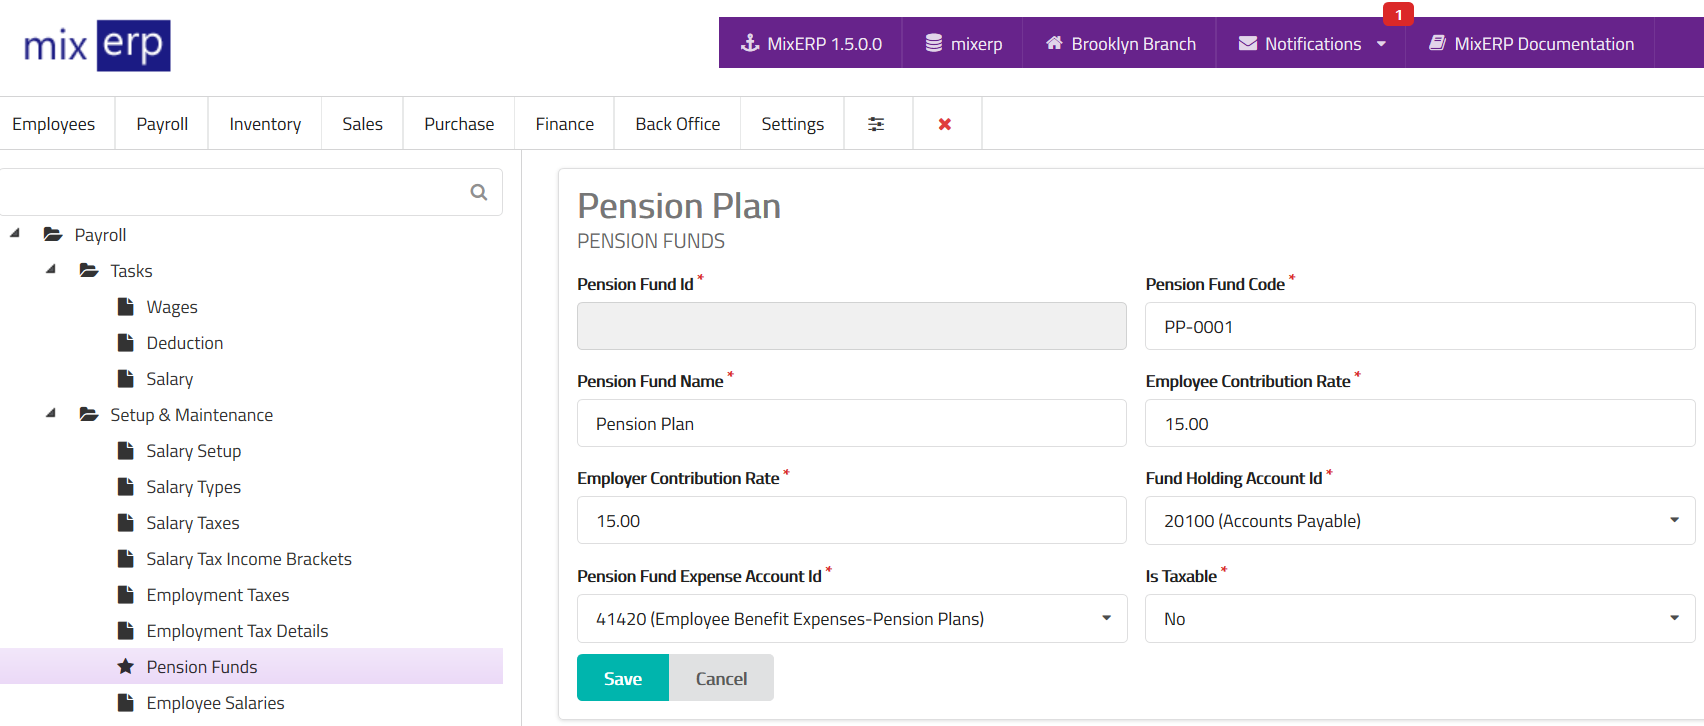 mix erp
1
MixERP 1.5.0.0 mixerp Brooklyn Branch Notifications MixERP Documentation
Employees Payroll Inventory Sales Purchase Finance Back Office Settings
Payroll
Tasks
Wages
Deduction
Salary
Setup & Maintenance
Salary Setup
Salary Types
Salary Taxes
Salary Tax Income Brackets
Employment Taxes
Employment Tax Details
Pension Funds
Employee Salaries
Pension Plan
PENSION FUNDS
Pension Fund Id *
Pension Fund Code *
PP-0001
Pension Fund Name *
Pension Plan
Employee Contribution Rate *
15.00
Employer Contribution Rate *
15.00
Fund Holding Account Id *
20100 (Accounts Payable)
Pension Fund Expense Account Id *
41420 (Employee Benefit Expenses-Pension Plans)
Is Taxable *
No
Save Cancel